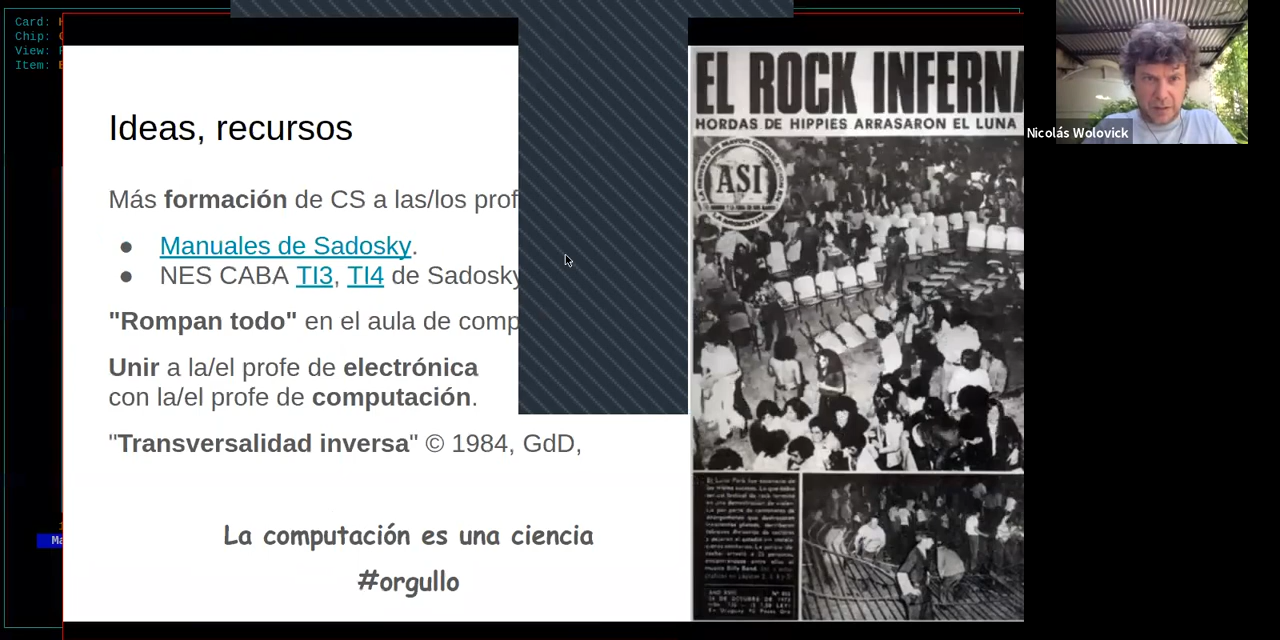 Card:
Chip:
View:
Item:
Ideas, recursos
Más formación de CS a las/los prof
● Manuales de Sadosky.
● NES CABA TI3, TI4 de Sadosky
"Rompan todo" en el aula de comp
Unir a la/el profe de electrónica
con la/el profe de computación.
"Transversalidad inversa" © 1984, GdD,
La computación es una ciencia
#orgullo
EL ROCK INFERNA
HORDAS DE HIPPIES ARRASARON EL LUNA
ASI
Nicolás Wolovick